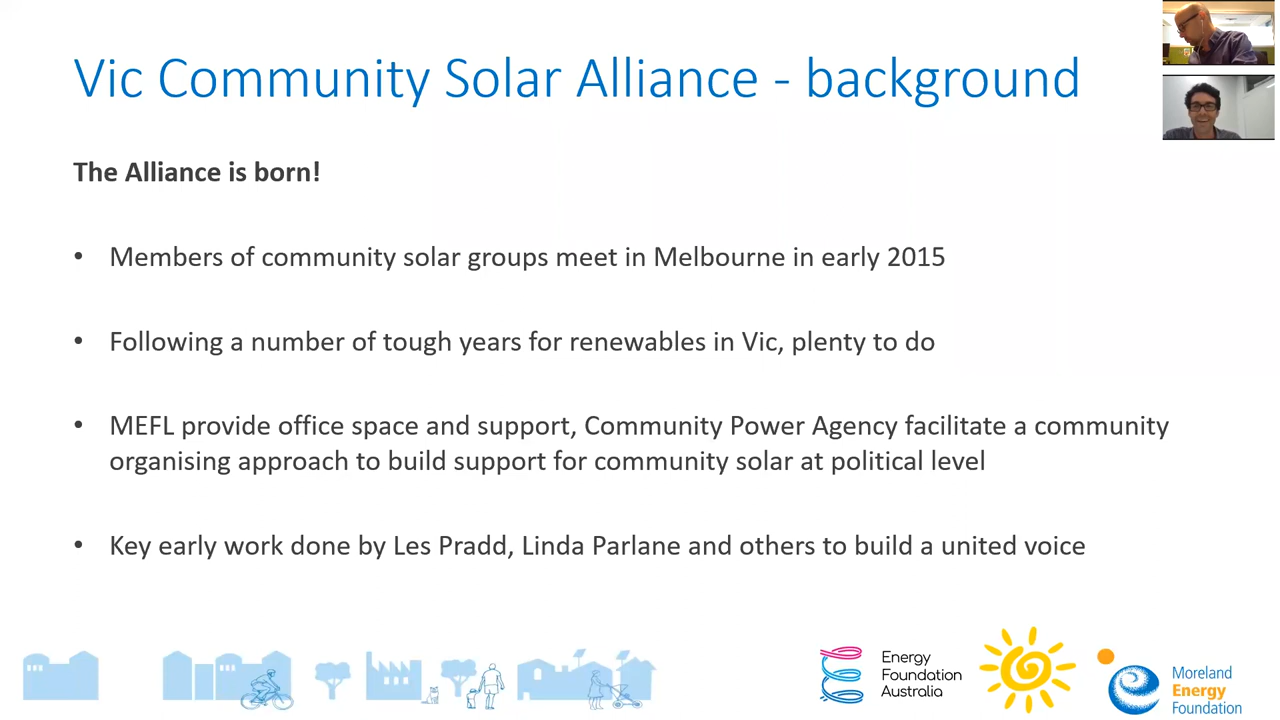 Vic Community Solar Alliance - background
The Alliance is born!
• Members of community solar groups meet in Melbourne in early 2015
• Following a number of tough years for renewables in Vic, plenty to do
• MEFL provide office space and support, Community Power Agency facilitate a community
organising approach to build support for community solar at political level
• Key early work done by Les Pradd, Linda Parlane and others to build a united voice
Energy
Foundation
Australia
Moreland
Energy
Foundation